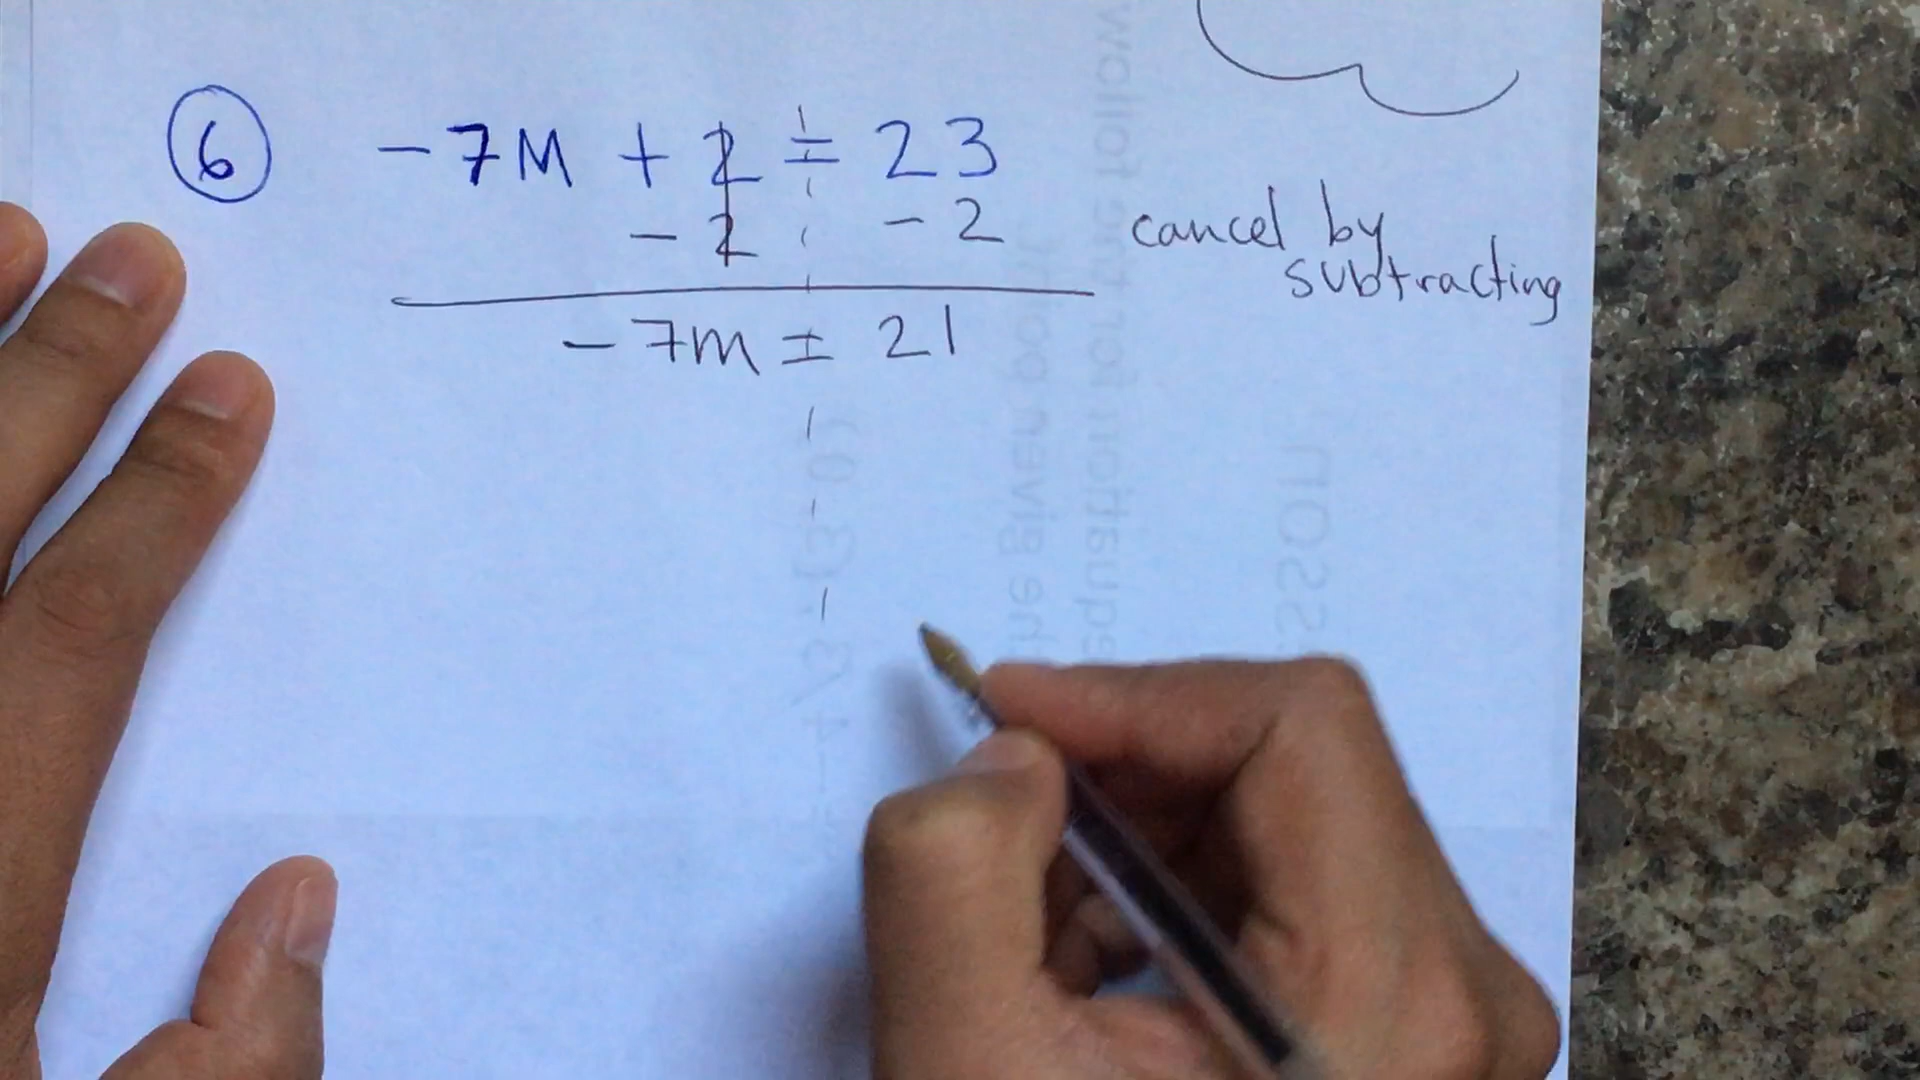 6 -7M + 2 = 23
- 2 - 2 cancel by
subtracting
-7m = 21